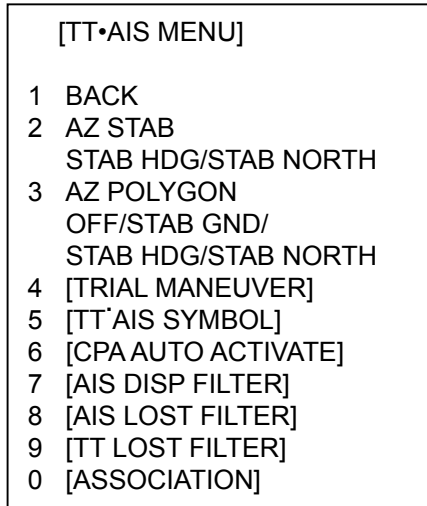 [TT•AIS MENU]
1 BACK
2 AZ STAB
STAB HDG/STAB NORTH
3 AZ POLYGON
OFF/STAB GND/
STAB HDG/STAB NORTH
4 [TRIAL MANEUVER]
5 [TT˙AIS SYMBOL]
6 [CPA AUTO ACTIVATE]
7 [AIS DISP FILTER]
8 [AIS LOST FILTER]
9 [TT LOST FILTER]
0 [ASSOCIATION]